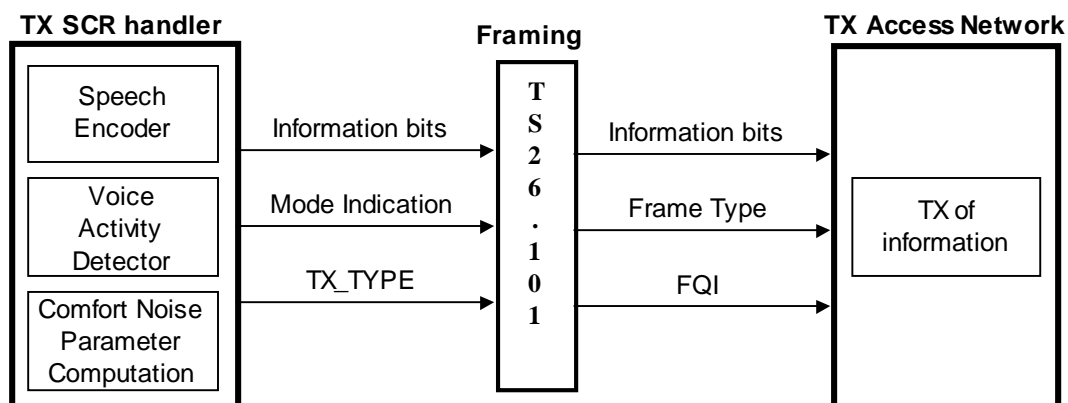 TX SCR handler
Framing
TX Access Network
Speech
Encoder
Voice
Activity
Detector
Comfort Noise
Parameter
Computation
Information bits
Mode Indication
TX_TYPE
T
S
2
6
.
1
0
1
Information bits
Frame Type
FQI
TX of
information